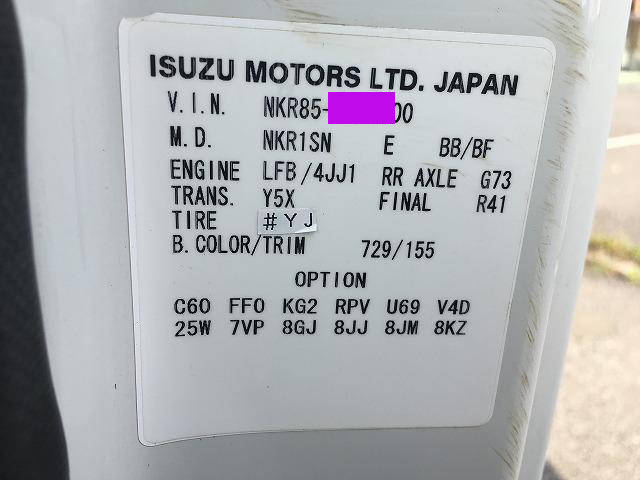 ISUZU MOTORS LTD. JAPAN
V.I.N. NKR85- 00
M.D. NKR1SN E BB/BF
ENGINE LFB/4JJ1 RR AXLE G73
TRANS. Y5X FINAL R41
TIRE #YJ
B.COLOR/TRIM 729/155
OPTION
C60 FF0 KG2 RPV U69 V4D
25W 7VP 8GJ 8JJ 8JM 8KZ